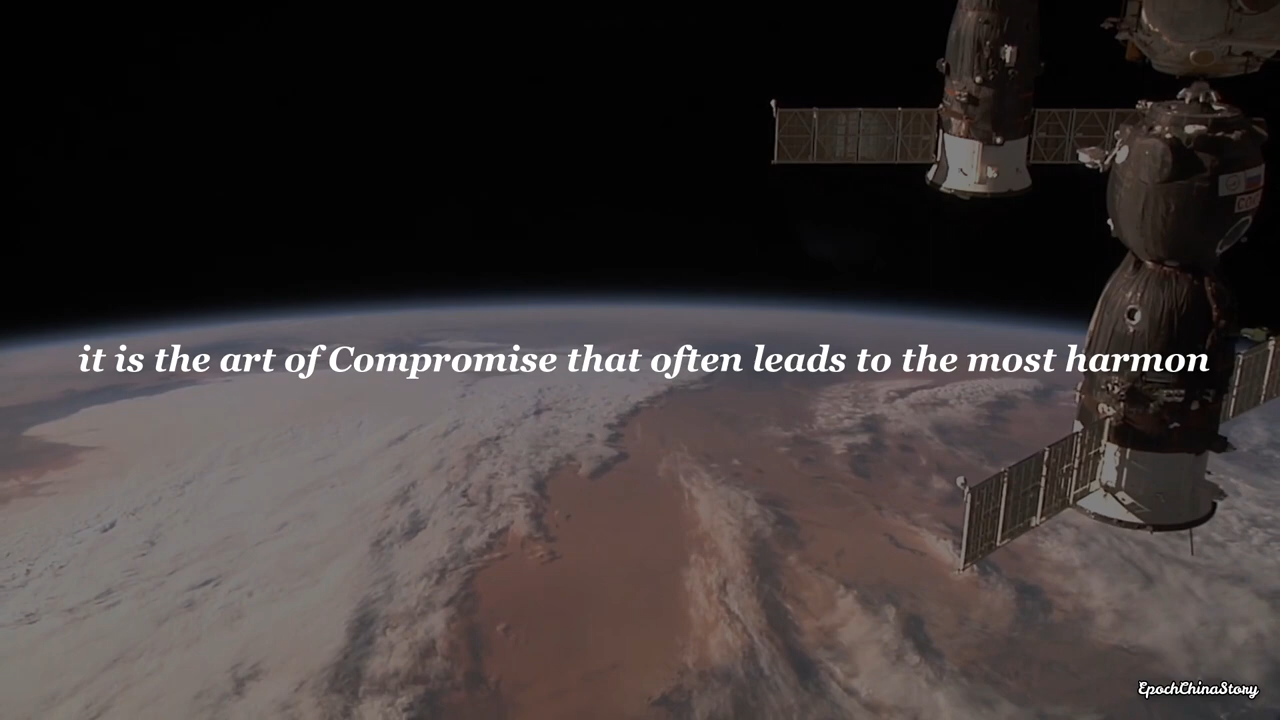 it is the art of Compromise that often leads to the most harmon
EpochChinaStory